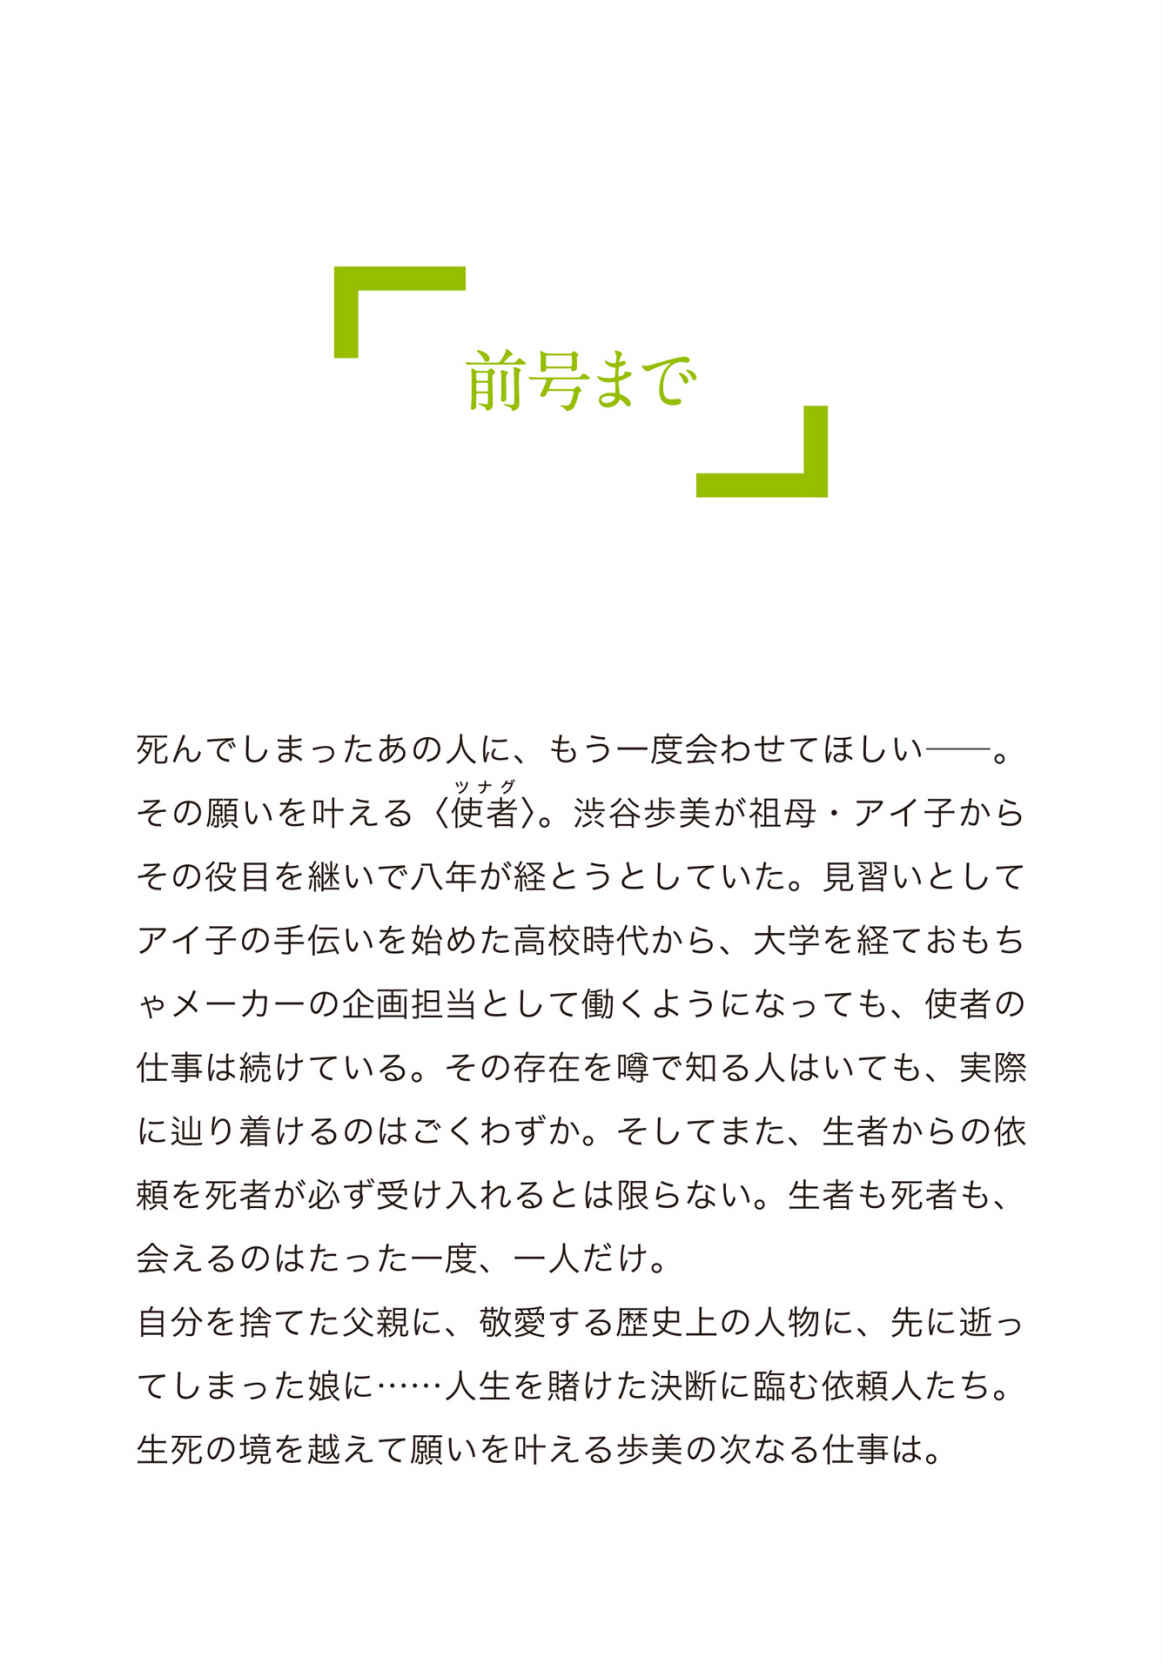 前号まで
死んでしまったあの人に、もう一度会わせてほしい――。
ツナグ
その願いを叶える〈使者〉。渋谷歩美が祖母・アイ子から
その役目を継いで八年が経とうとしていた。見習いとして
アイ子の手伝いを始めた高校時代から、大学を経ておもち
ゃメーカーの企画担当として働くようになっても、使者の
仕事は続けている。その存在を噂で知る人はいても、実際
に辿り着けるのはごくわずか。そしてまた、生者からの依
頼を死者が必ず受け入れるとは限らない。生者も死者も、
会えるのはたった一度、一人だけ。
自分を捨てた父親に、敬愛する歴史上の人物に、先に逝っ
てしまった娘に……人生を賭けた決断に臨む依頼人たち。
生死の境を越えて願いを叶える歩美の次なる仕事は。